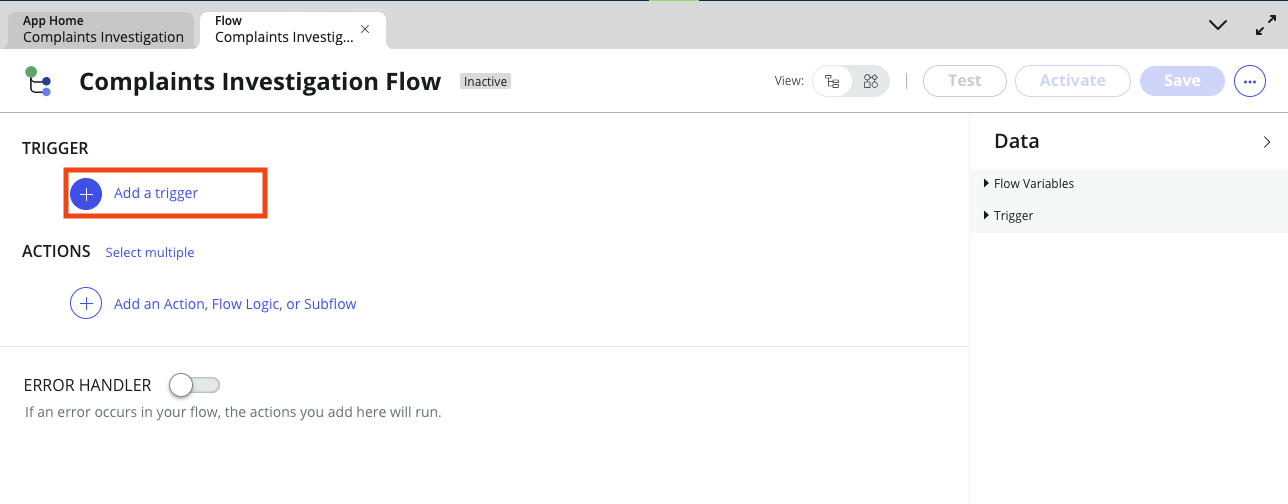 App Home
Complaints Investigation
Flow
Complaints Investig...
Complaints Investigation Flow
Inactive
View:
Test
Activate
Save
TRIGGER
Add a trigger
ACTIONS
Select multiple
Add an Action, Flow Logic, or Subflow
ERROR HANDLER
If an error occurs in your flow, the actions you add here will run.
Data
Flow Variables
Trigger